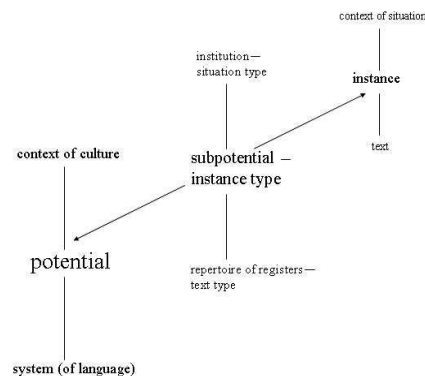 context of situation
institution—
situation type
instance
text
context of culture
subpotential –
instance type
potential
repertoire of registers—
text type
system (of language)